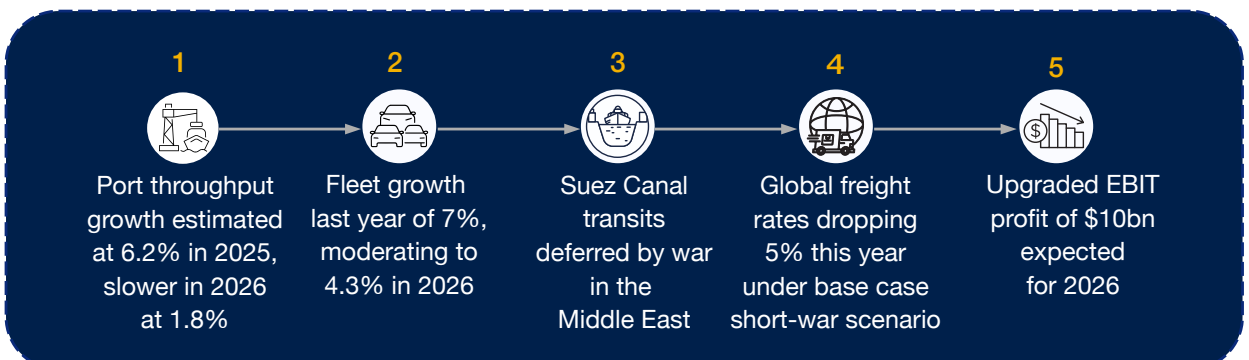 1
Port throughput
growth estimated
at 6.2% in 2025,
slower in 2026
at 1.8%
2
Fleet growth
last year of 7%,
moderating to
4.3% in 2026
3
Suez Canal
transits
deferred by war
in the
Middle East
4
Global freight
rates dropping
5% this year
under base case
short-war scenario
5
$
Upgraded EBIT
profit of $10bn
expected
for 2026